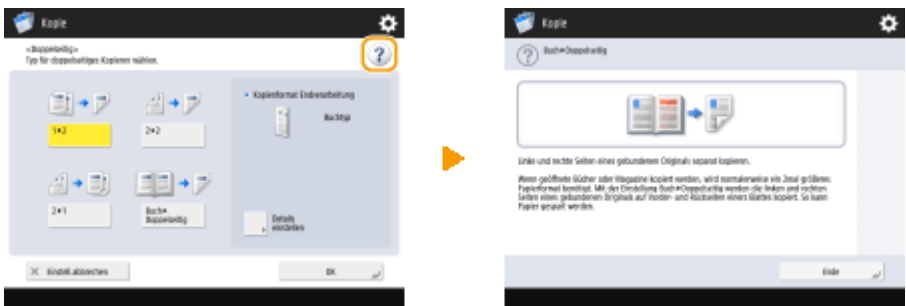 Kopie
<Doppelseitig>
Typ für doppelseitiges Kopieren wählen.
?
1▸2
2▸2
2▸1
Buch▸
Doppelseitig
Kopienformat Endverarbeitung
Buchtyp
Details
einstellen
× Einstell.abbrechen
OK
Kopie
? Buch▸Doppelseitig
Linke und rechte Seiten eines gebundenen Originals separat kopieren.
Wenn geöffnete Bücher oder Magazine kopiert werden, wird normalerweise ein 2mal größeres
Papierformat benötigt. Mit der Einstellung Buch▸Doppelseitig werden die linken und rechten
Seiten eines gebundenen Originals auf Vorder- und Rückseiten eines Blattes kopiert. So kann
Papier gespart werden.
Ende